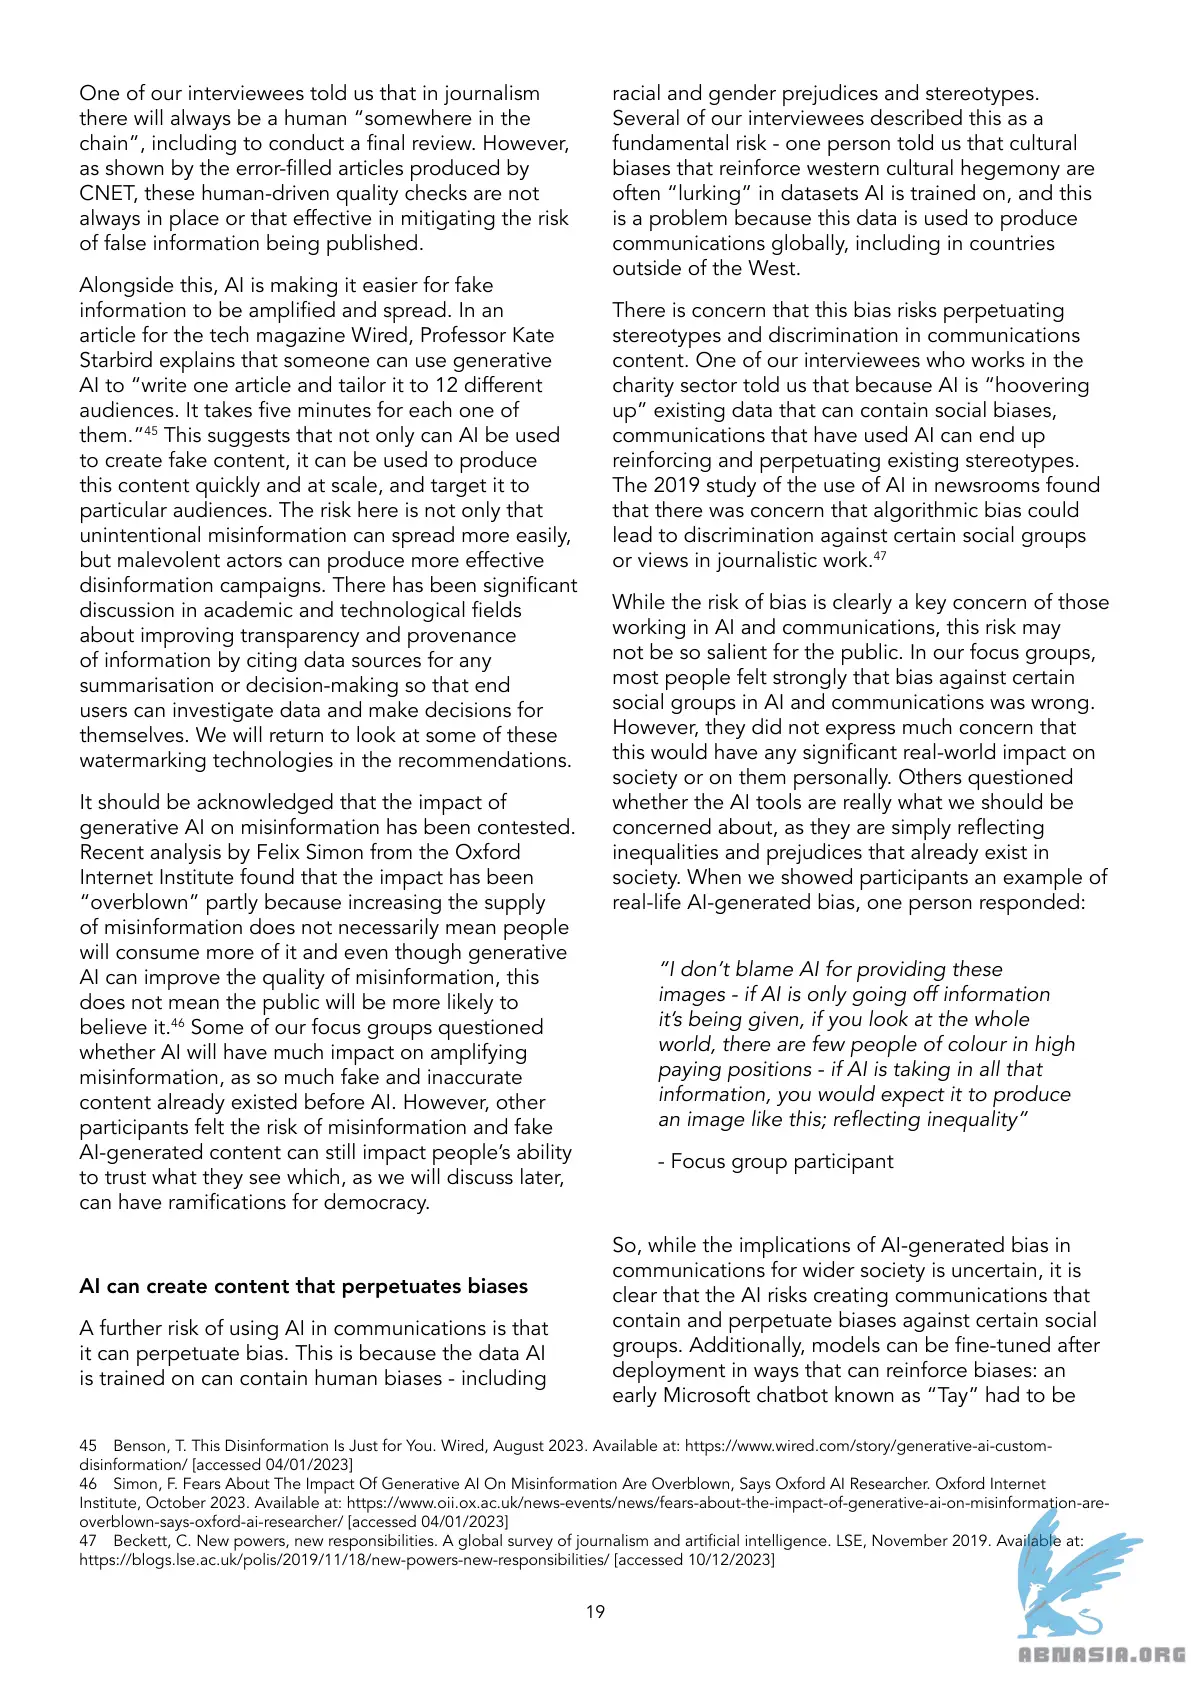 One of our interviewees told us that in journalism
there will always be a human “somewhere in the
chain”, including to conduct a final review. However,
as shown by the error-filled articles produced by
CNET, these human-driven quality checks are not
always in place or that effective in mitigating the risk
of false information being published.
Alongside this, AI is making it easier for fake
information to be amplified and spread. In an
article for the tech magazine Wired, Professor Kate
Starbird explains that someone can use generative
AI to “write one article and tailor it to 12 different
audiences. It takes five minutes for each one of
them.”45 This suggests that not only can AI be used
to create fake content, it can be used to produce
this content quickly and at scale, and target it to
particular audiences. The risk here is not only that
unintentional misinformation can spread more easily,
but malevolent actors can produce more effective
disinformation campaigns. There has been significant
discussion in academic and technological fields
about improving transparency and provenance
of information by citing data sources for any
summarisation or decision-making so that end
users can investigate data and make decisions for
themselves. We will return to look at some of these
watermarking technologies in the recommendations.
It should be acknowledged that the impact of
generative AI on misinformation has been contested.
Recent analysis by Felix Simon from the Oxford
Internet Institute found that the impact has been
“overblown” partly because increasing the supply
of misinformation does not necessarily mean people
will consume more of it and even though generative
AI can improve the quality of misinformation, this
does not mean the public will be more likely to
believe it.46 Some of our focus groups questioned
whether AI will have much impact on amplifying
misinformation, as so much fake and inaccurate
content already existed before AI. However, other
participants felt the risk of misinformation and fake
AI-generated content can still impact people’s ability
to trust what they see which, as we will discuss later,
can have ramifications for democracy.
AI can create content that perpetuates biases
A further risk of using AI in communications is that
it can perpetuate bias. This is because the data AI
is trained on can contain human biases - including
racial and gender prejudices and stereotypes.
Several of our interviewees described this as a
fundamental risk - one person told us that cultural
biases that reinforce western cultural hegemony are
often “lurking” in datasets AI is trained on, and this
is a problem because this data is used to produce
communications globally, including in countries
outside of the West.
There is concern that this bias risks perpetuating
stereotypes and discrimination in communications
content. One of our interviewees who works in the
charity sector told us that because AI is “hoovering
up” existing data that can contain social biases,
communications that have used AI can end up
reinforcing and perpetuating existing stereotypes.
The 2019 study of the use of AI in newsrooms found
that there was concern that algorithmic bias could
lead to discrimination against certain social groups
or views in journalistic work.47
While the risk of bias is clearly a key concern of those
working in AI and communications, this risk may
not be so salient for the public. In our focus groups,
most people felt strongly that bias against certain
social groups in AI and communications was wrong.
However, they did not express much concern that
this would have any significant real-world impact on
society or on them personally. Others questioned
whether the AI tools are really what we should be
concerned about, as they are simply reflecting
inequalities and prejudices that already exist in
society. When we showed participants an example of
real-life AI-generated bias, one person responded:
“I don’t blame AI for providing these
images - if AI is only going off information
it’s being given, if you look at the whole
world, there are few people of colour in high
paying positions - if AI is taking in all that
information, you would expect it to produce
an image like this; reflecting inequality”
- Focus group participant
So, while the implications of AI-generated bias in
communications for wider society is uncertain, it is
clear that the AI risks creating communications that
contain and perpetuate biases against certain social
groups. Additionally, models can be fine-tuned after
deployment in ways that can reinforce biases: an
early Microsoft chatbot known as “Tay” had to be
45 Benson, T. This Disinformation Is Just for You. Wired, August 2023. Available at: https://www.wired.com/story/generative-ai-custom-
disinformation/ [accessed 04/01/2023]
46 Simon, F. Fears About The Impact Of Generative AI On Misinformation Are Overblown, Says Oxford AI Researcher. Oxford Internet
Institute, October 2023. Available at: https://www.oii.ox.ac.uk/news-events/news/fears-about-the-impact-of-generative-ai-on-misinformation-are-
overblown-says-oxford-ai-researcher/ [accessed 04/01/2023]
47 Beckett, C. New powers, new responsibilities. A global survey of journalism and artificial intelligence. LSE, November 2019. Available at:
https://blogs.lse.ac.uk/polis/2019/11/18/new-powers-new-responsibilities/ [accessed 10/12/2023]
19
ABNASIA.ORG